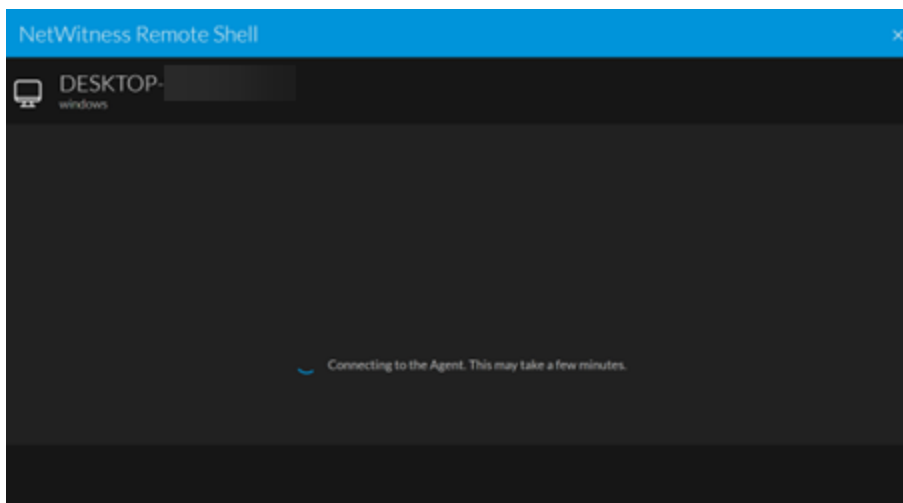 NetWitness Remote Shell
×
DESKTOP-
windows
Connecting to the Agent. This may take a few minutes.